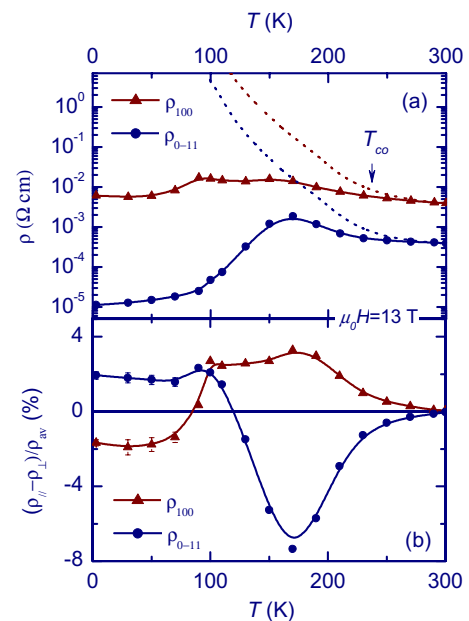 T (K)
0 100 200 300
(a)
ρ100
ρ0−11
Tco
ρ (Ω cm)
10^0
10^-1
10^-2
10^-3
10^-4
10^-5
μ0H=13 T
4
0
-4
-8
(ρ// −ρ⊥)/ρav (%)
ρ100
ρ0−11
(b)
0 100 200 300
T (K)